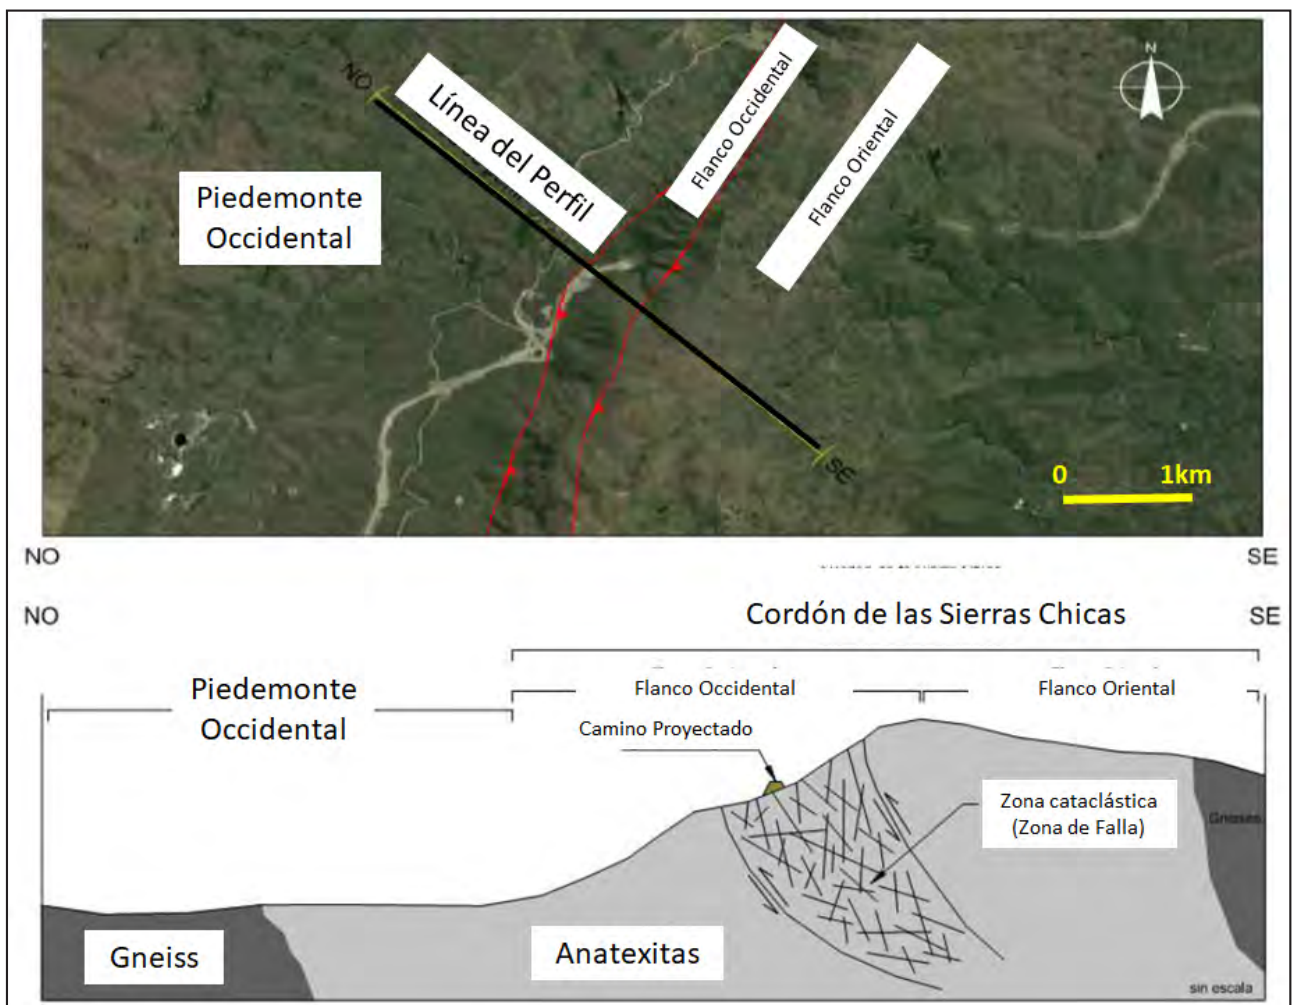 N
NO
Línea del Perfil
Flanco Occidental
Flanco Oriental
Piedemonte
Occidental
SE
0 1km
NO SE
NO SE
Cordón de las Sierras Chicas
Piedemonte
Occidental
Flanco Occidental
Flanco Oriental
Camino Proyectado
Zona cataclástica
(Zona de Falla)
Gneises
Gneiss
Anatexitas
sin escala